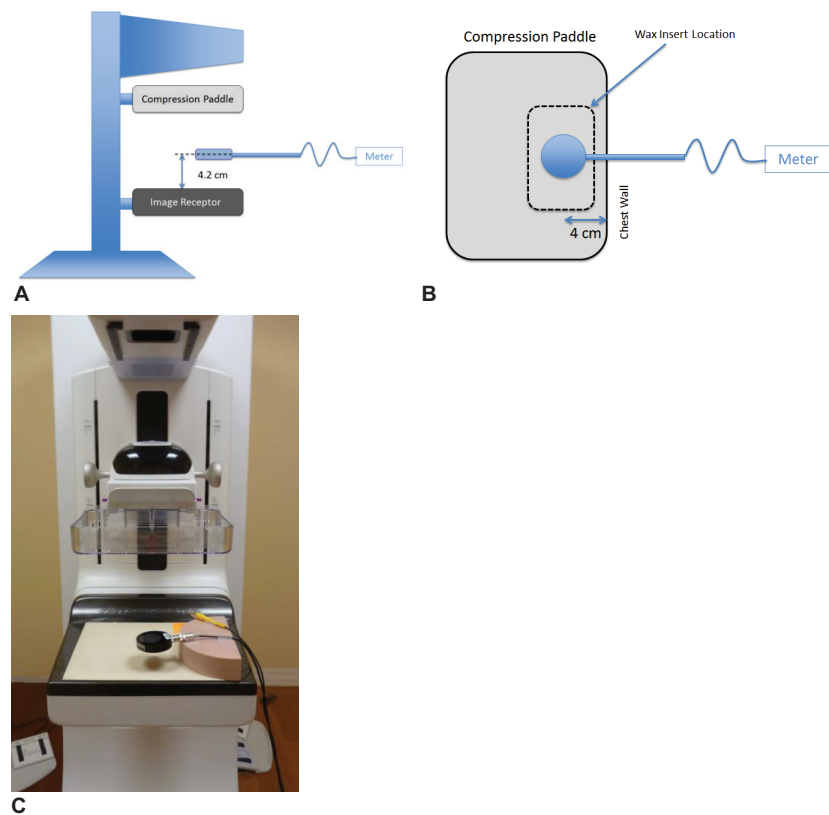 Compression Paddle
4.2 cm
Meter
Image Receptor
A
Compression Paddle
Wax Insert Location
Meter
4 cm
Chest Wall
B
C